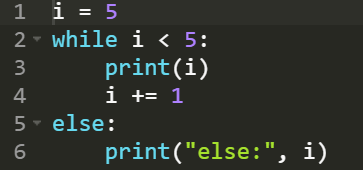 1 i = 5
2 while i < 5:
3     print(i)
4     i += 1
5 else:
6     print("else:", i)